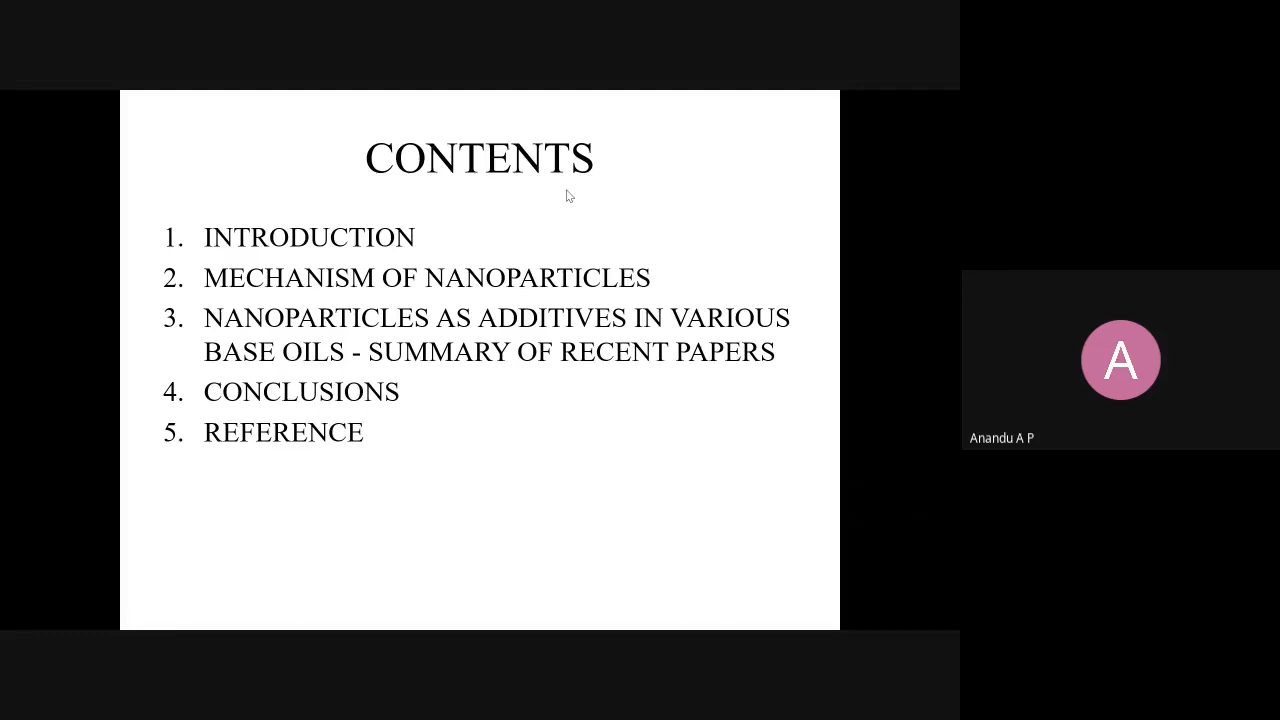 CONTENTS
1. INTRODUCTION
2. MECHANISM OF NANOPARTICLES
3. NANOPARTICLES AS ADDITIVES IN VARIOUS
BASE OILS - SUMMARY OF RECENT PAPERS
4. CONCLUSIONS
5. REFERENCE
A
Anandu A P